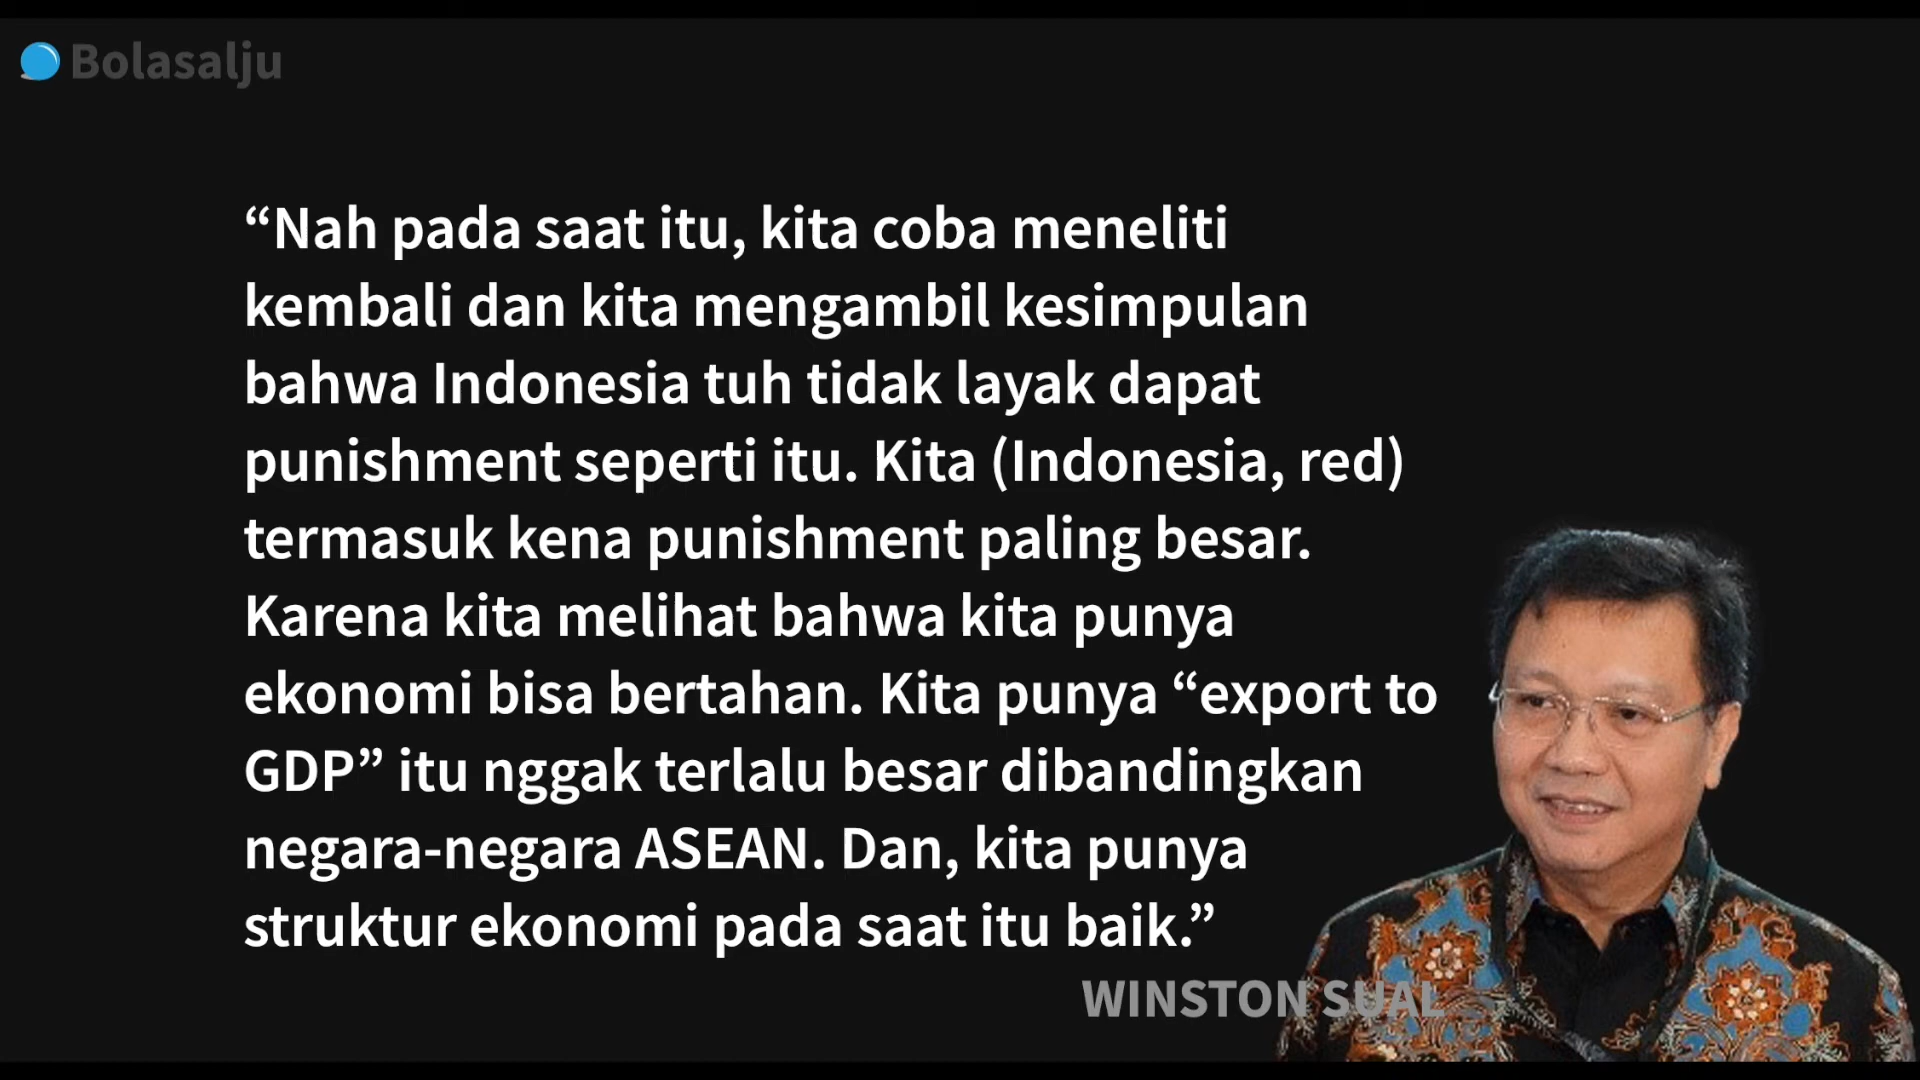 Bolasalju
“Nah pada saat itu, kita coba meneliti
kembali dan kita mengambil kesimpulan
bahwa Indonesia tuh tidak layak dapat
punishment seperti itu. Kita (Indonesia, red)
termasuk kena punishment paling besar.
Karena kita melihat bahwa kita punya
ekonomi bisa bertahan. Kita punya “export to
GDP” itu nggak terlalu besar dibandingkan
negara-negara ASEAN. Dan, kita punya
struktur ekonomi pada saat itu baik.”
WINSTON SUAL